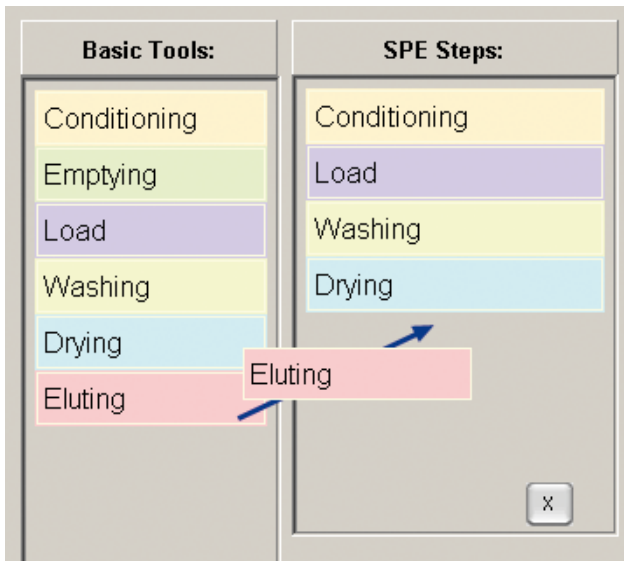 Basic Tools:
Conditioning
Emptying
Load
Washing
Drying
Eluting
SPE Steps:
Conditioning
Load
Washing
Drying
Eluting
x